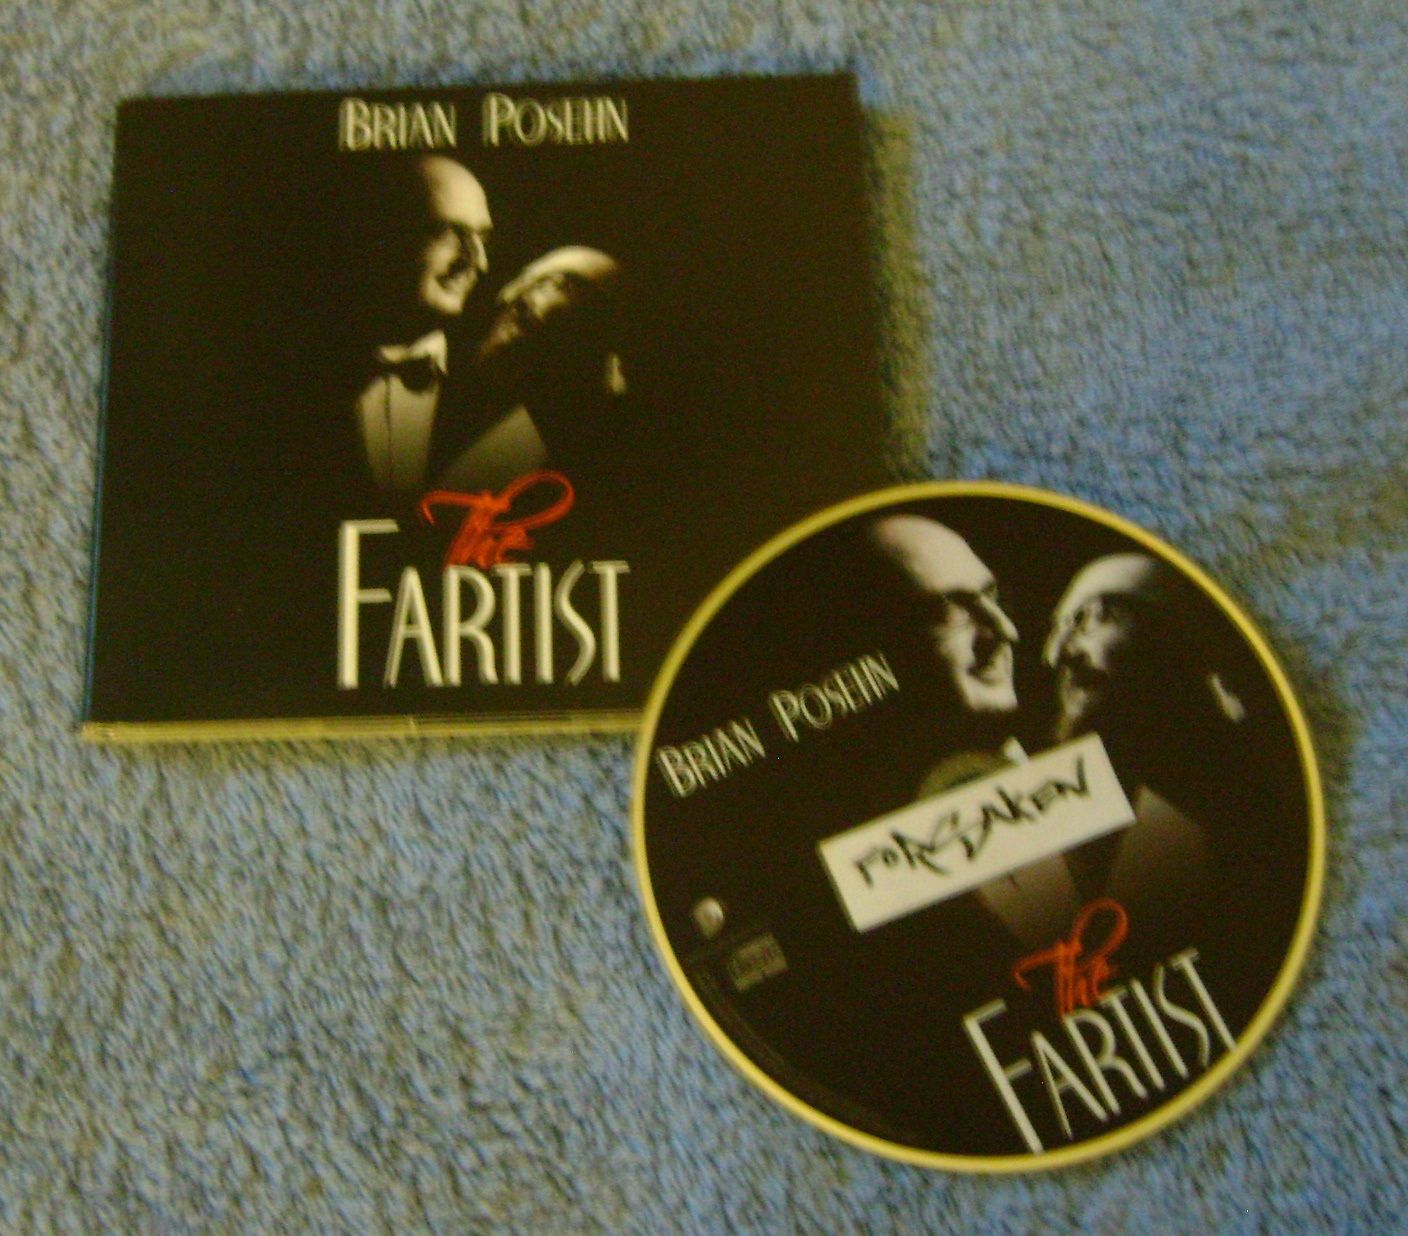 BRIAN POSEHN
The
FARTIST
BRIAN POSEHN
FORSAKEN
The
FARTIST